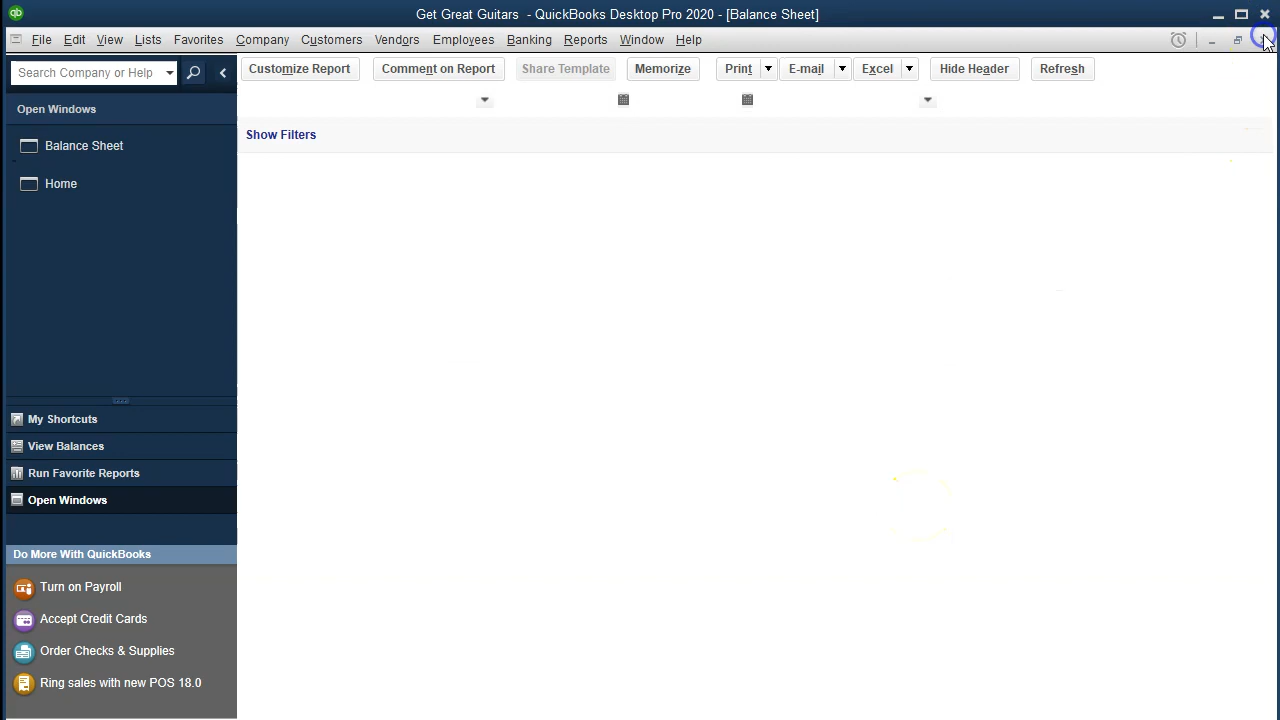 Get Great Guitars - QuickBooks Desktop Pro 2020 - [Balance Sheet]
File Edit View Lists Favorites Company Customers Vendors Employees Banking Reports Window Help
Search Company or Help
Customize Report Comment on Report Share Template Memorize Print E-mail Excel Hide Header Refresh
Open Windows
Show Filters
Balance Sheet
Home
My Shortcuts
View Balances
Run Favorite Reports
Open Windows
Do More With QuickBooks
Turn on Payroll
Accept Credit Cards
Order Checks & Supplies
Ring sales with new POS 18.0